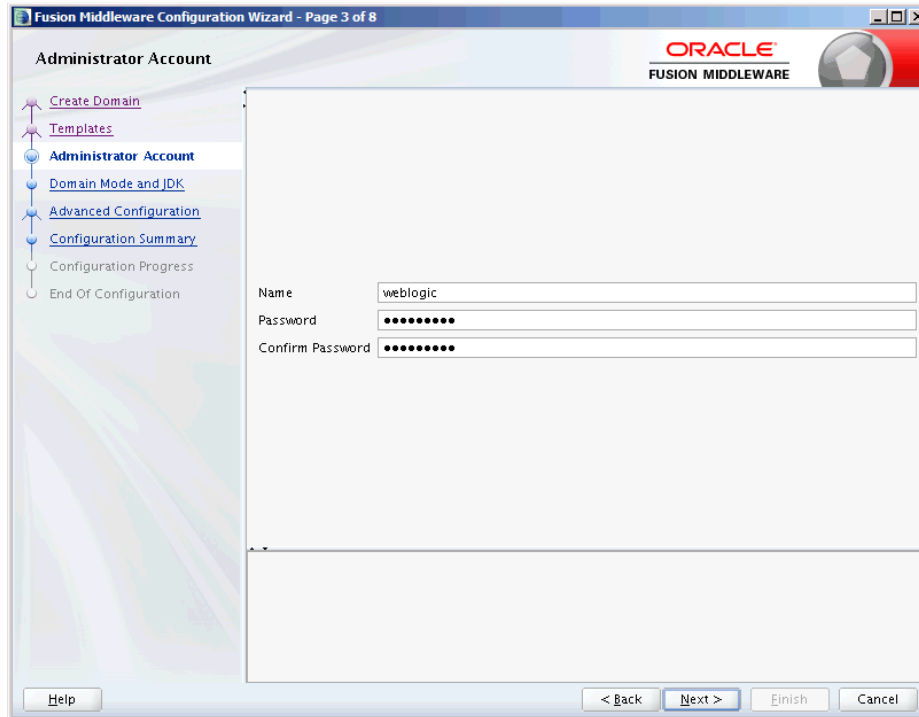 Fusion Middleware Configuration Wizard - Page 3 of 8
Administrator Account
ORACLE
FUSION MIDDLEWARE
Create Domain
Templates
Administrator Account
Domain Mode and JDK
Advanced Configuration
Configuration Summary
Configuration Progress
End Of Configuration
Name weblogic
Password •••••••••
Confirm Password •••••••••
Help < Back Next > Finish Cancel